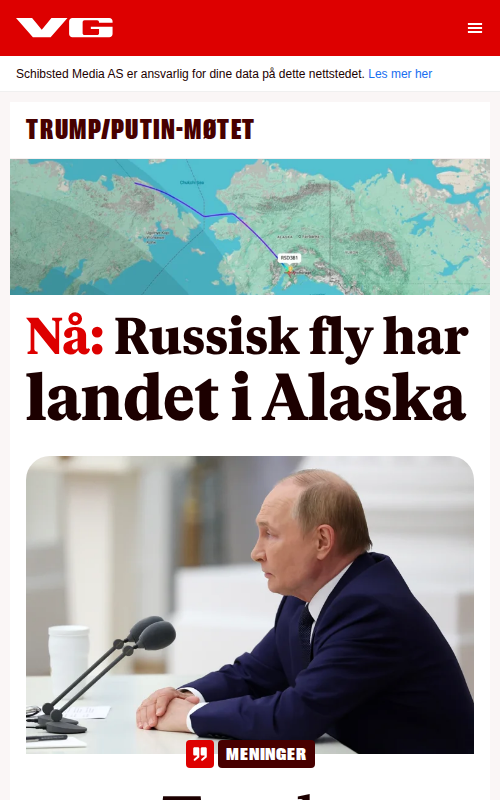 VG
Schibsted Media AS er ansvarlig for dine data på dette nettstedet. Les mer her
TRUMP/PUTIN-MØTET
RSD381
Nå: Russisk fly har
landet i Alaska
MENINGER